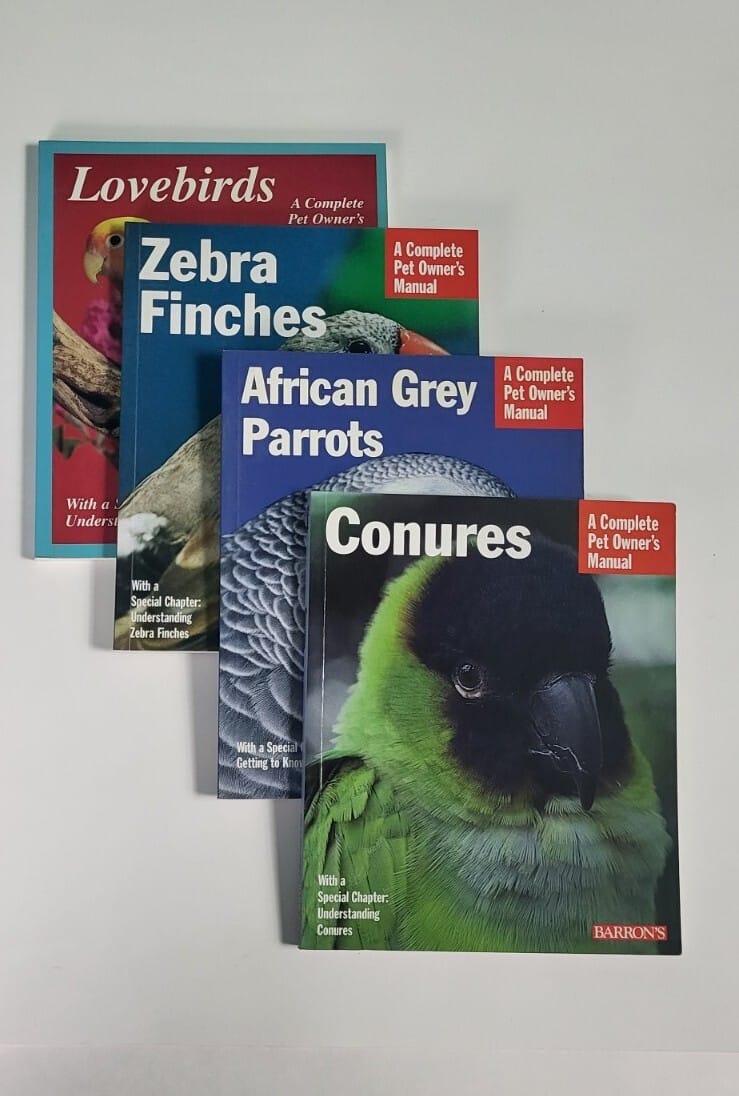 Lovebirds
A Complete
Pet Owner's
With a
Underst
Zebra
Finches
A Complete
Pet Owner's
Manual
With a
Special Chapter:
Understanding
Zebra Finches
African Grey
Parrots
A Complete
Pet Owner's
Manual
With a Special
Getting to Know
Conures
A Complete
Pet Owner's
Manual
With a
Special Chapter:
Understanding
Conures
BARRON'S